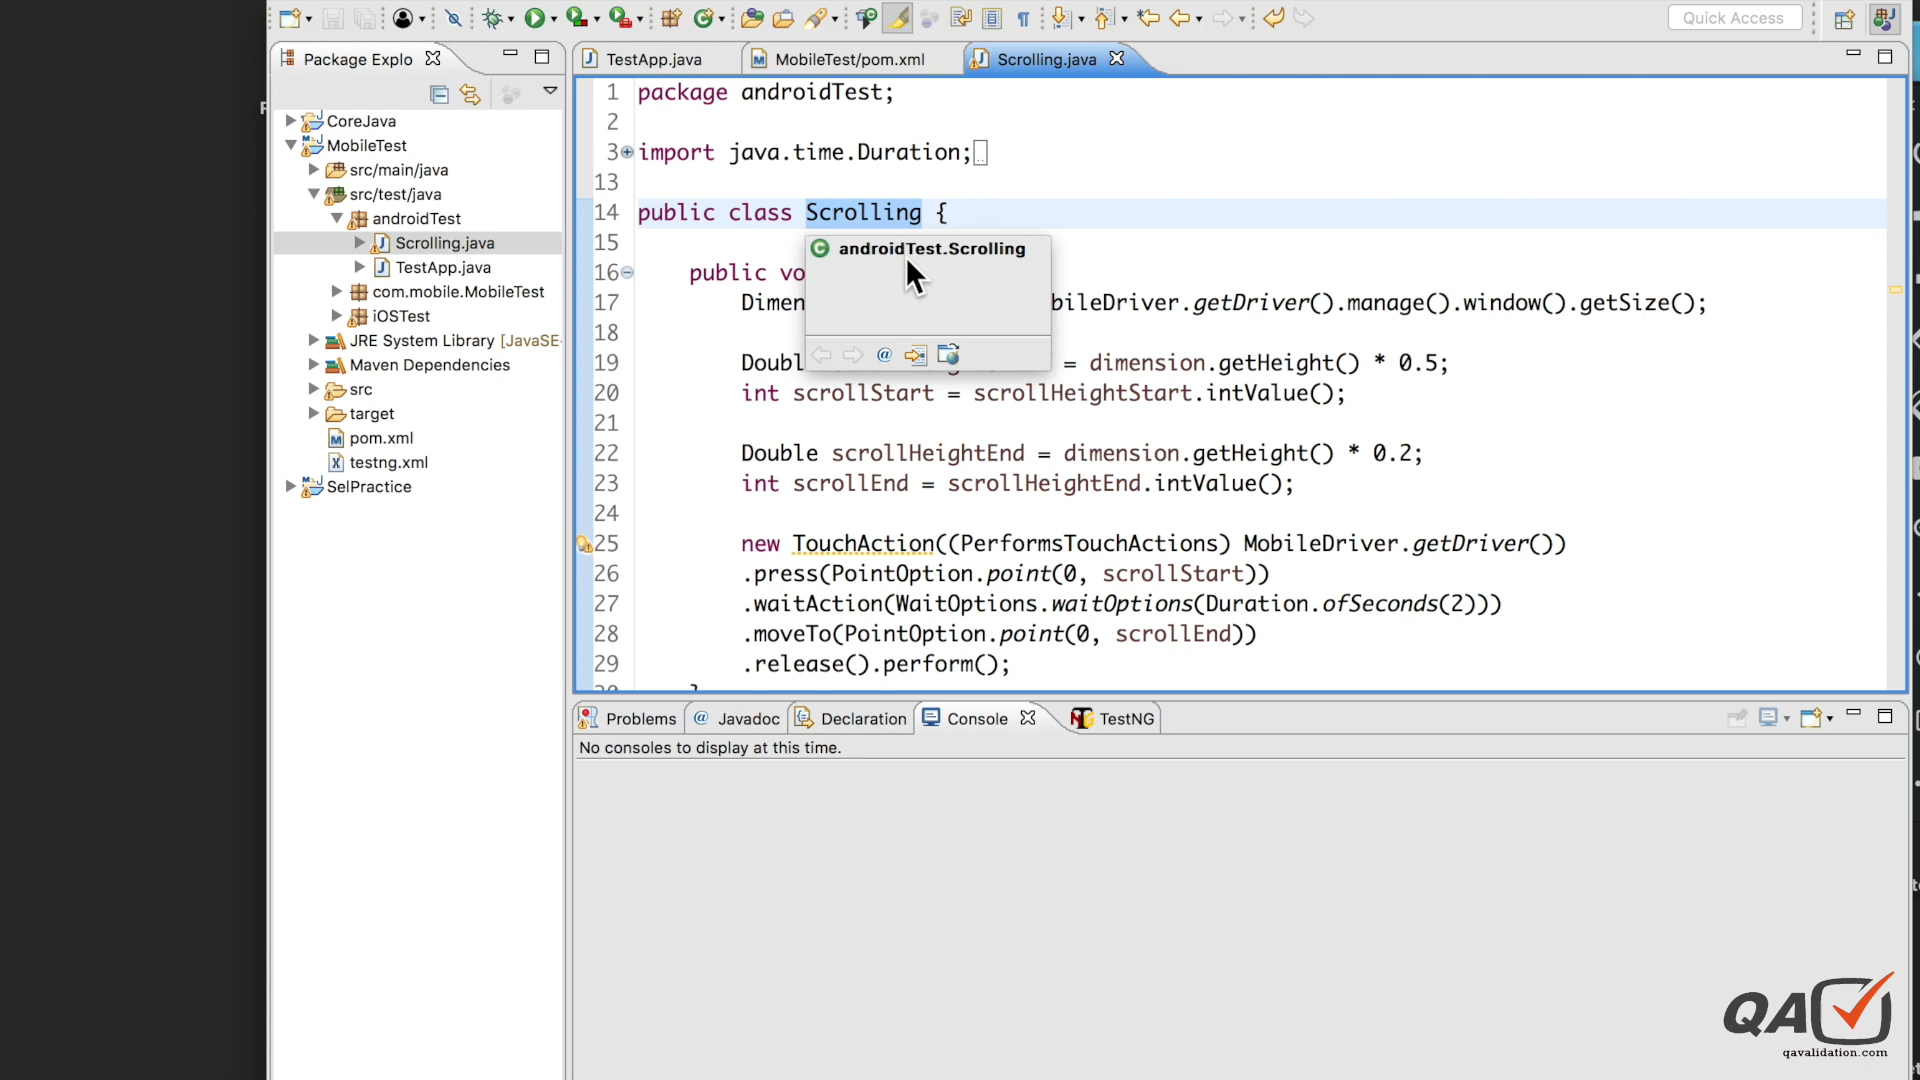 Quick Access
Package Explo
TestApp.java
MobileTest/pom.xml
Scrolling.java
CoreJava
MobileTest
src/main/java
src/test/java
androidTest
Scrolling.java
TestApp.java
com.mobile.MobileTest
iOSTest
JRE System Library [JavaSE-
Maven Dependencies
src
target
pom.xml
testng.xml
SelPractice
1 package androidTest;
2
3 import java.time.Duration;
13
14 public class Scrolling {
15
androidTest.Scrolling
16 public vo
17 Dimen bileDriver.getDriver().manage().window().getSize();
18
19 Doubl = dimension.getHeight() * 0.5;
20 int scrollStart = scrollHeightStart.intValue();
21
22 Double scrollHeightEnd = dimension.getHeight() * 0.2;
23 int scrollEnd = scrollHeightEnd.intValue();
24
25 new TouchAction((PerformsTouchActions) MobileDriver.getDriver())
26 .press(PointOption.point(0, scrollStart))
27 .waitAction(WaitOptions.waitOptions(Duration.ofSeconds(2)))
28 .moveTo(PointOption.point(0, scrollEnd))
29 .release().perform();
Problems
Javadoc
Declaration
Console
TestNG
No consoles to display at this time.
QA
qavalidation.com